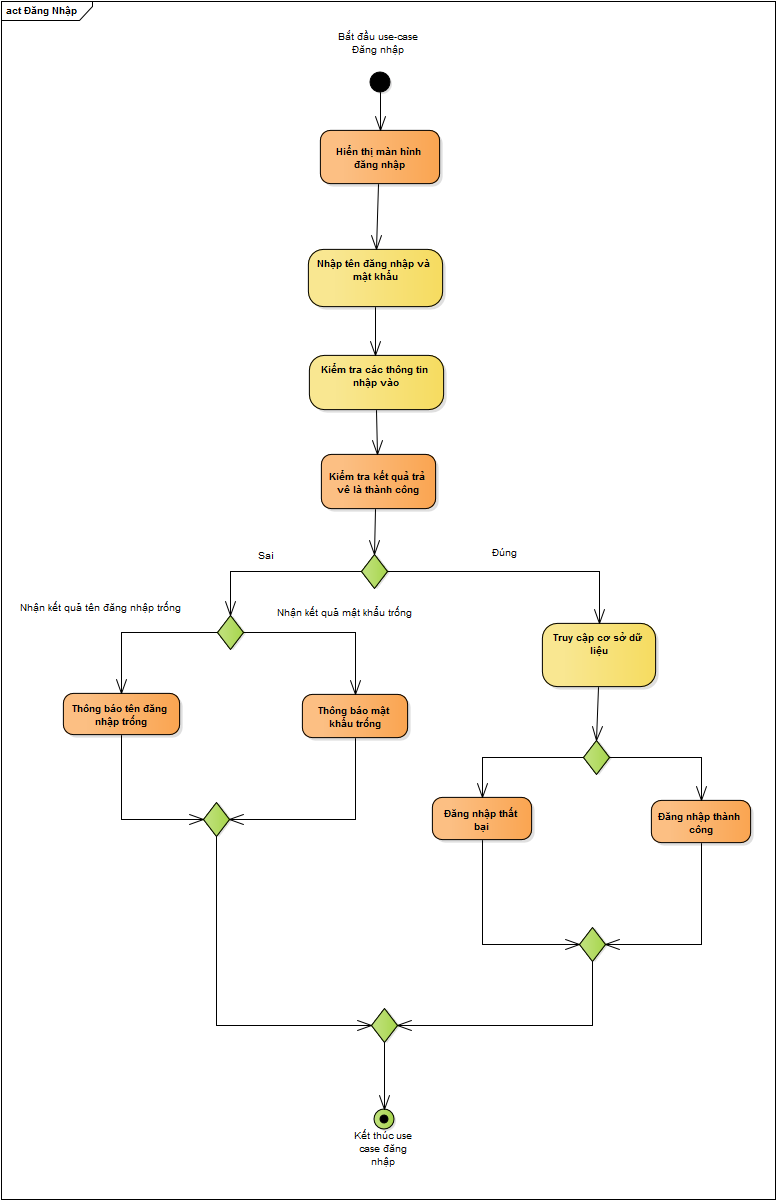 act Đăng Nhập
Bắt đầu use-case
Đăng nhập
Hiển thị màn hình
đăng nhập
Nhập tên đăng nhập và
mật khẩu
Kiểm tra các thông tin
nhập vào
Kiểm tra kết quả trả
về là thành công
Sai
Đúng
Nhận kết quả tên đăng nhập trống
Nhận kết quả mật khẩu trống
Truy cập cơ sở dữ
liệu
Thông báo tên đăng
nhập trống
Thông báo mật
khẩu trống
Đăng nhập thất
bại
Đăng nhập thành
công
Kết thúc use
case đăng
nhập